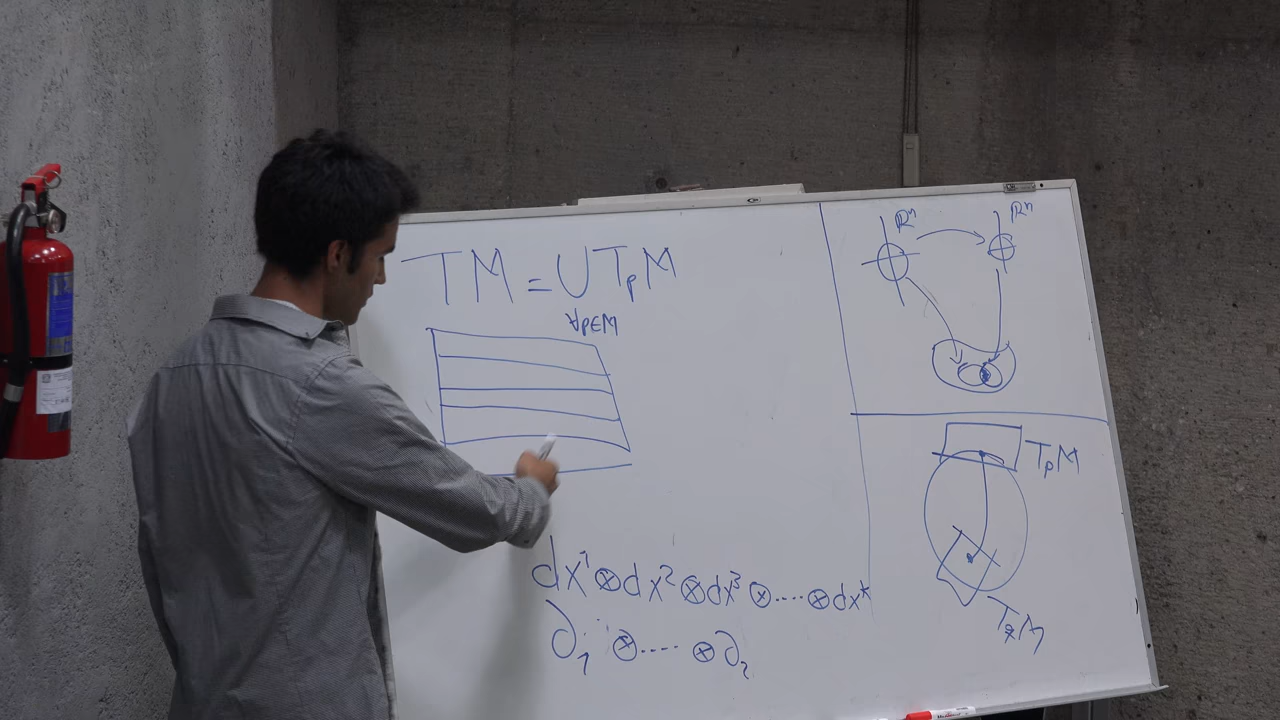 TM = ∪ TₚM
∀p∈M
dx¹⊗dx²⊗dx³⊗....⊗dxᵏ
∂₁⊗....⊗∂₂
ℝⁿ ℝⁿ
TₚM
T_qM